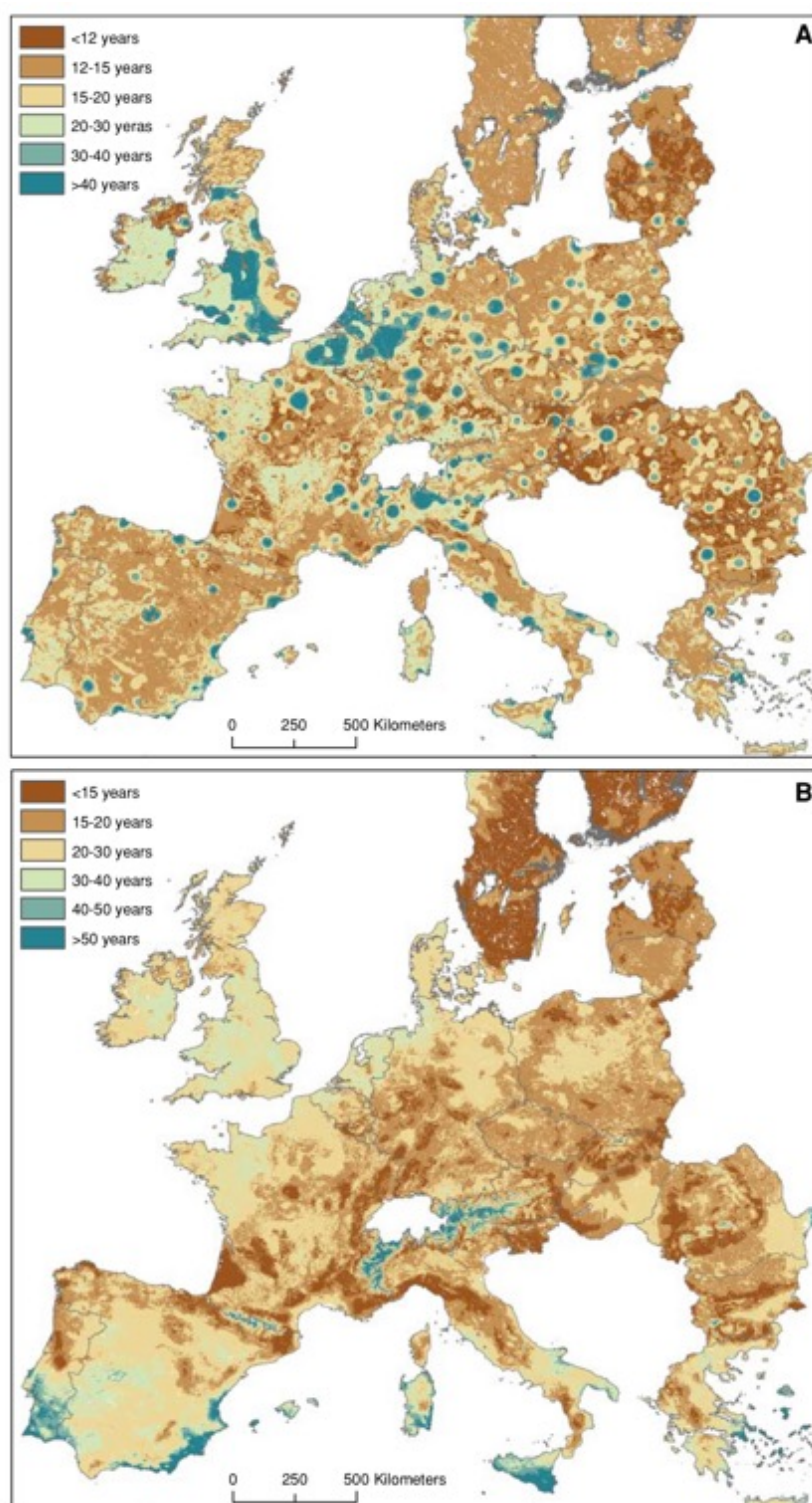 A
<12 years
12-15 years
15-20 years
20-30 yeras
30-40 years
>40 years
0 250 500 Kilometers
B
<15 years
15-20 years
20-30 years
30-40 years
40-50 years
>50 years
0 250 500 Kilometers